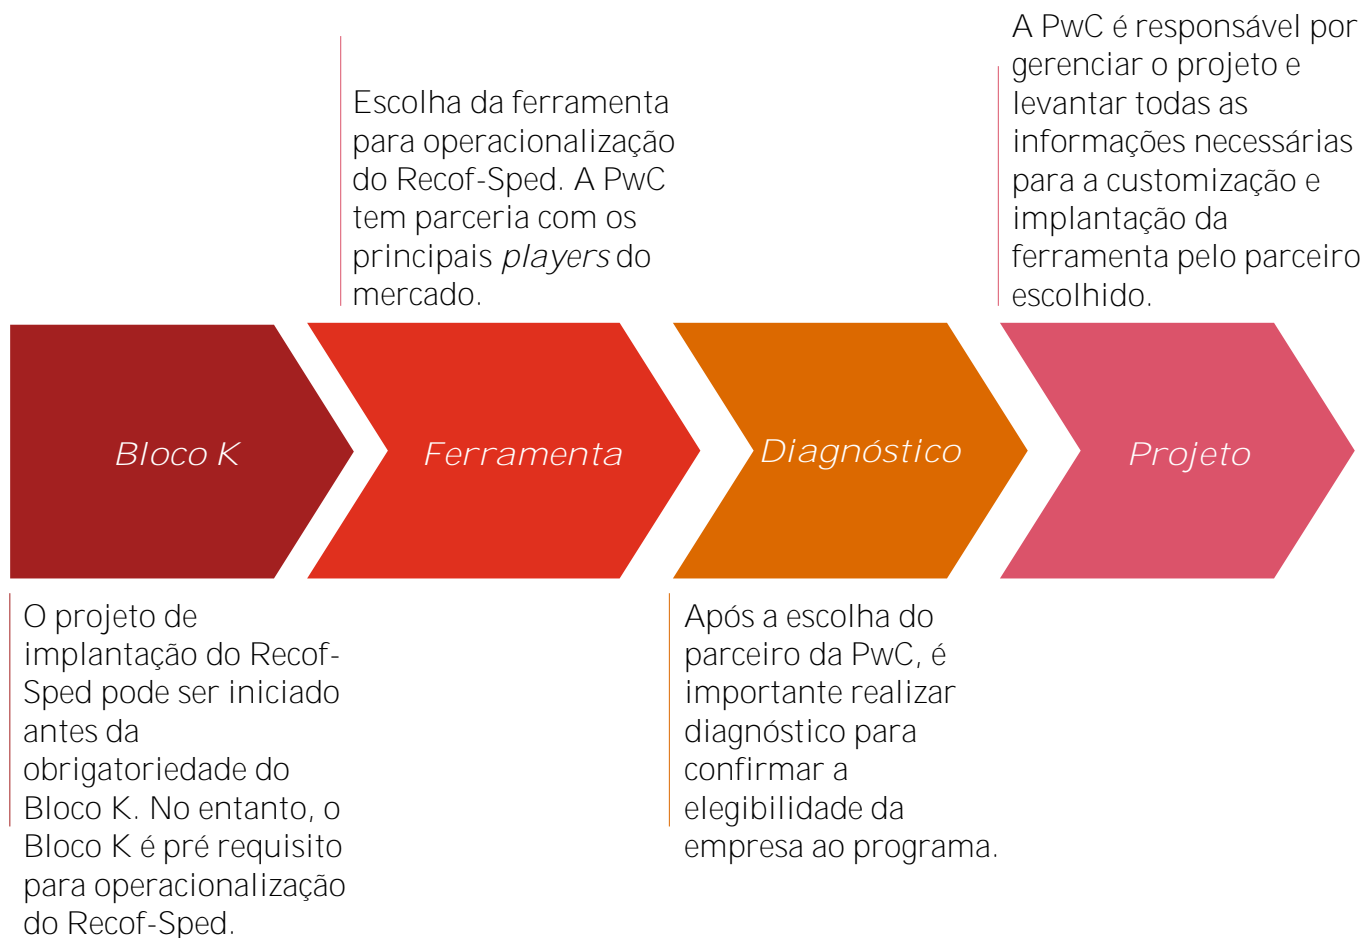 A PwC é responsável por
gerenciar o projeto e
levantar todas as
informações necessárias
para a customização e
implantação da
ferramenta pelo parceiro
escolhido.
Escolha da ferramenta
para operacionalização
do Recof-Sped. A PwC
tem parceria com os
principais players do
mercado.
Bloco K
Ferramenta
Diagnóstico
Projeto
O projeto de
implantação do Recof-
Sped pode ser iniciado
antes da
obrigatoriedade do
Bloco K. No entanto, o
Bloco K é pré requisito
para operacionalização
do Recof-Sped.
Após a escolha do
parceiro da PwC, é
importante realizar
diagnóstico para
confirmar a
elegibilidade da
empresa ao programa.